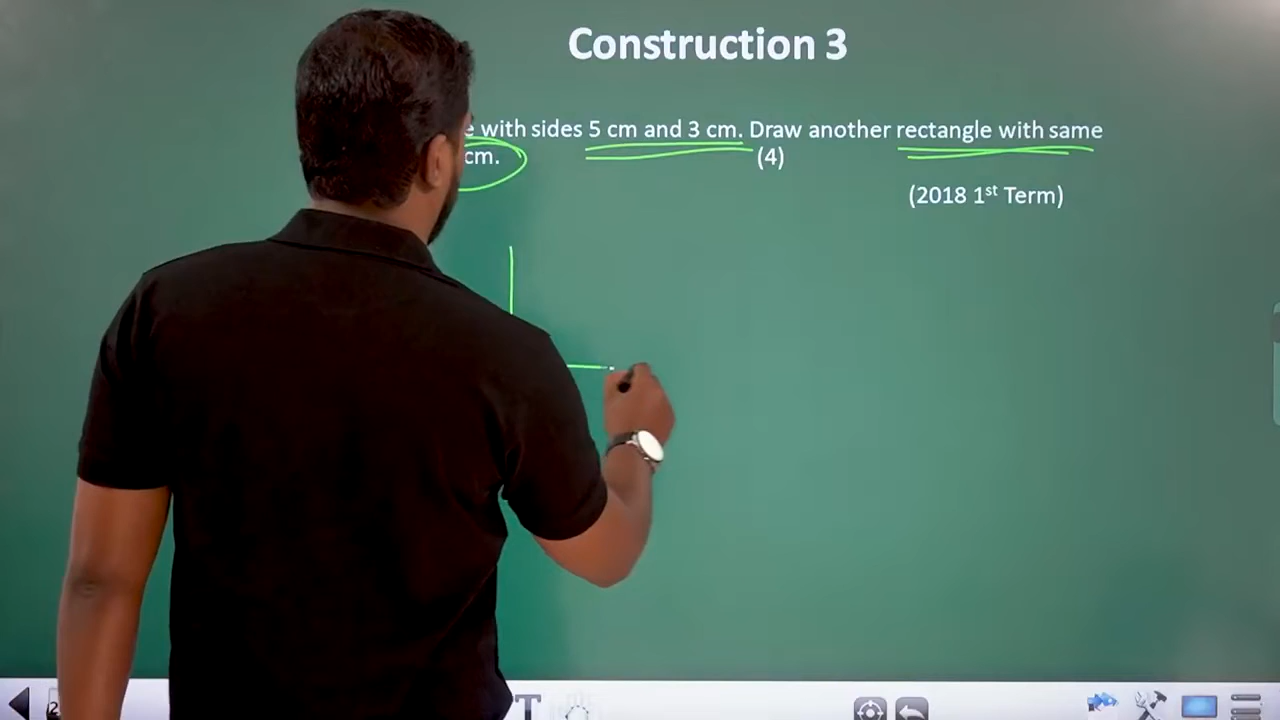 Construction 3
with sides 5 cm and 3 cm. Draw another rectangle with same
cm. (4)
(2018 1st Term)
T